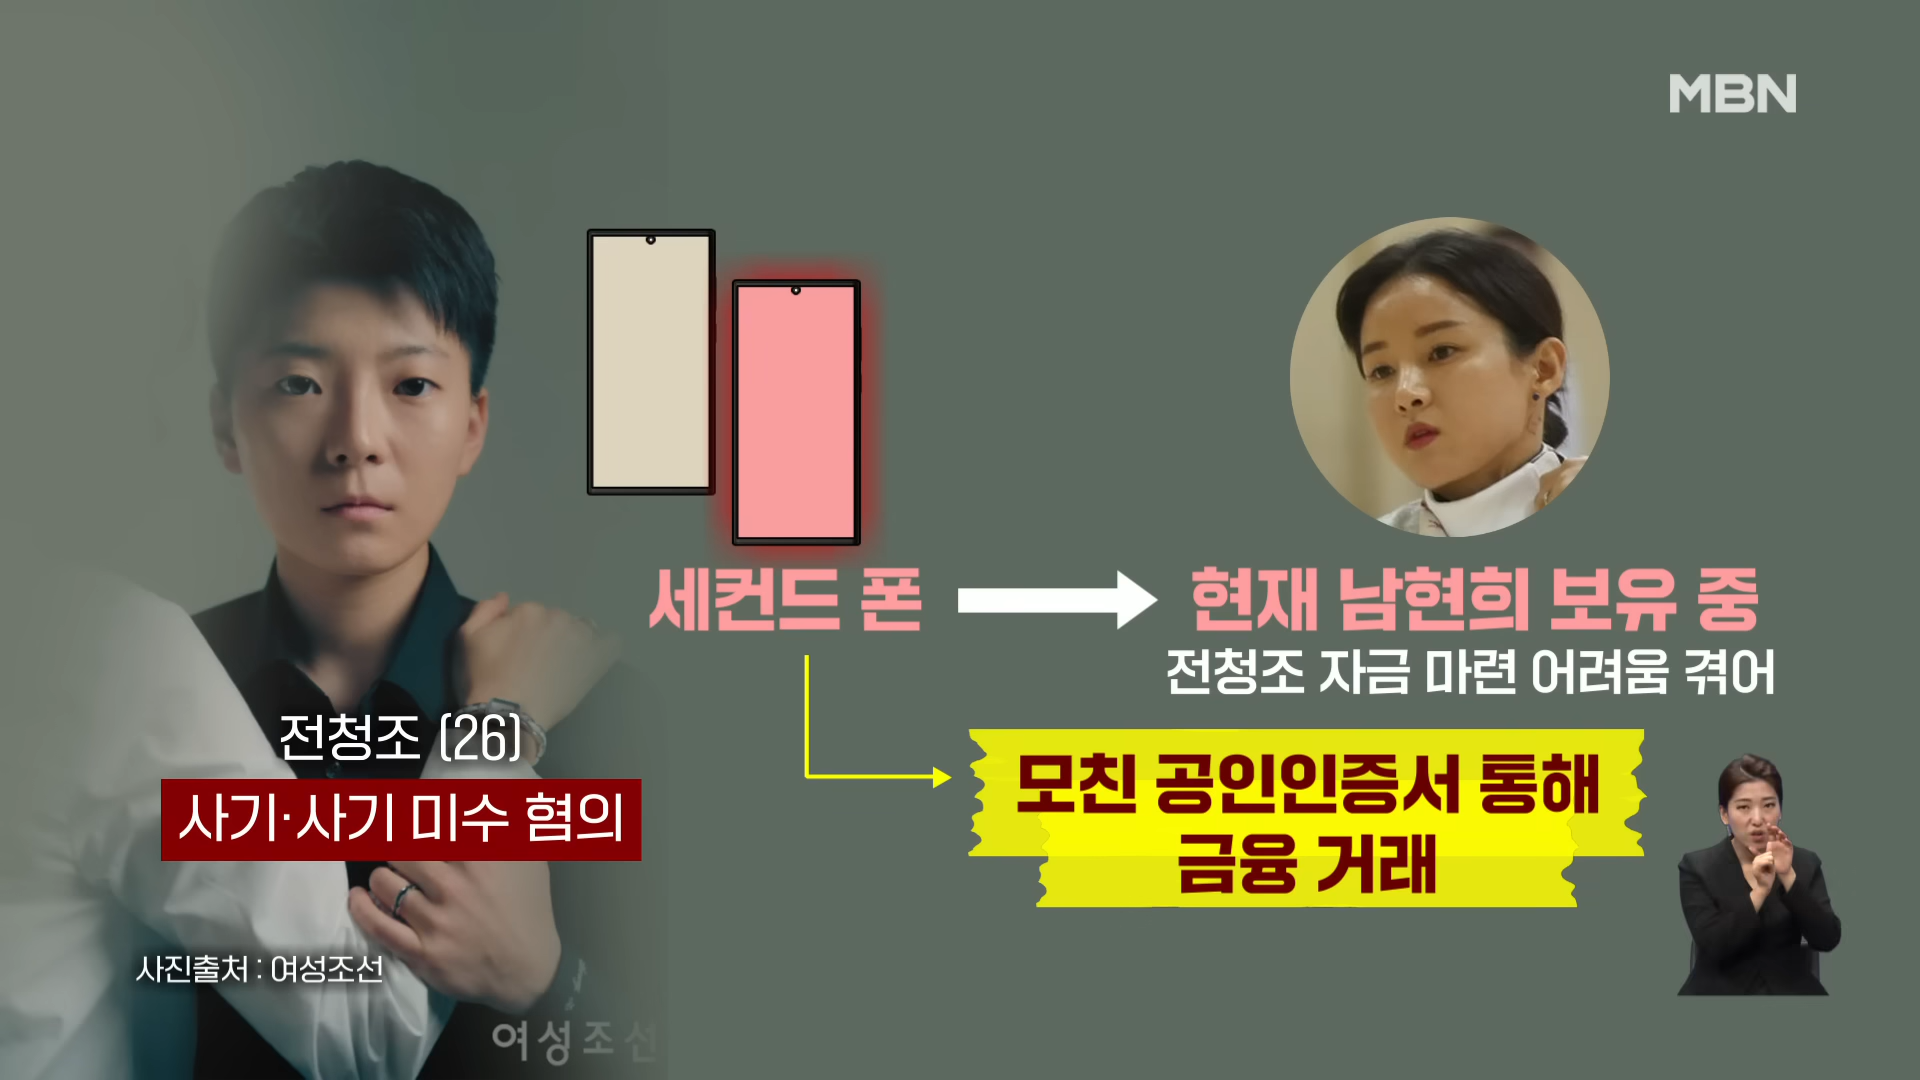 MBN
세컨드 폰
현재 남현희 보유 중
전청조 자금 마련 어려움 겪어
전청조 (26)
사기·사기 미수 혐의
모친 공인인증서 통해
금융 거래
사진출처 : 여성조선
여성조선